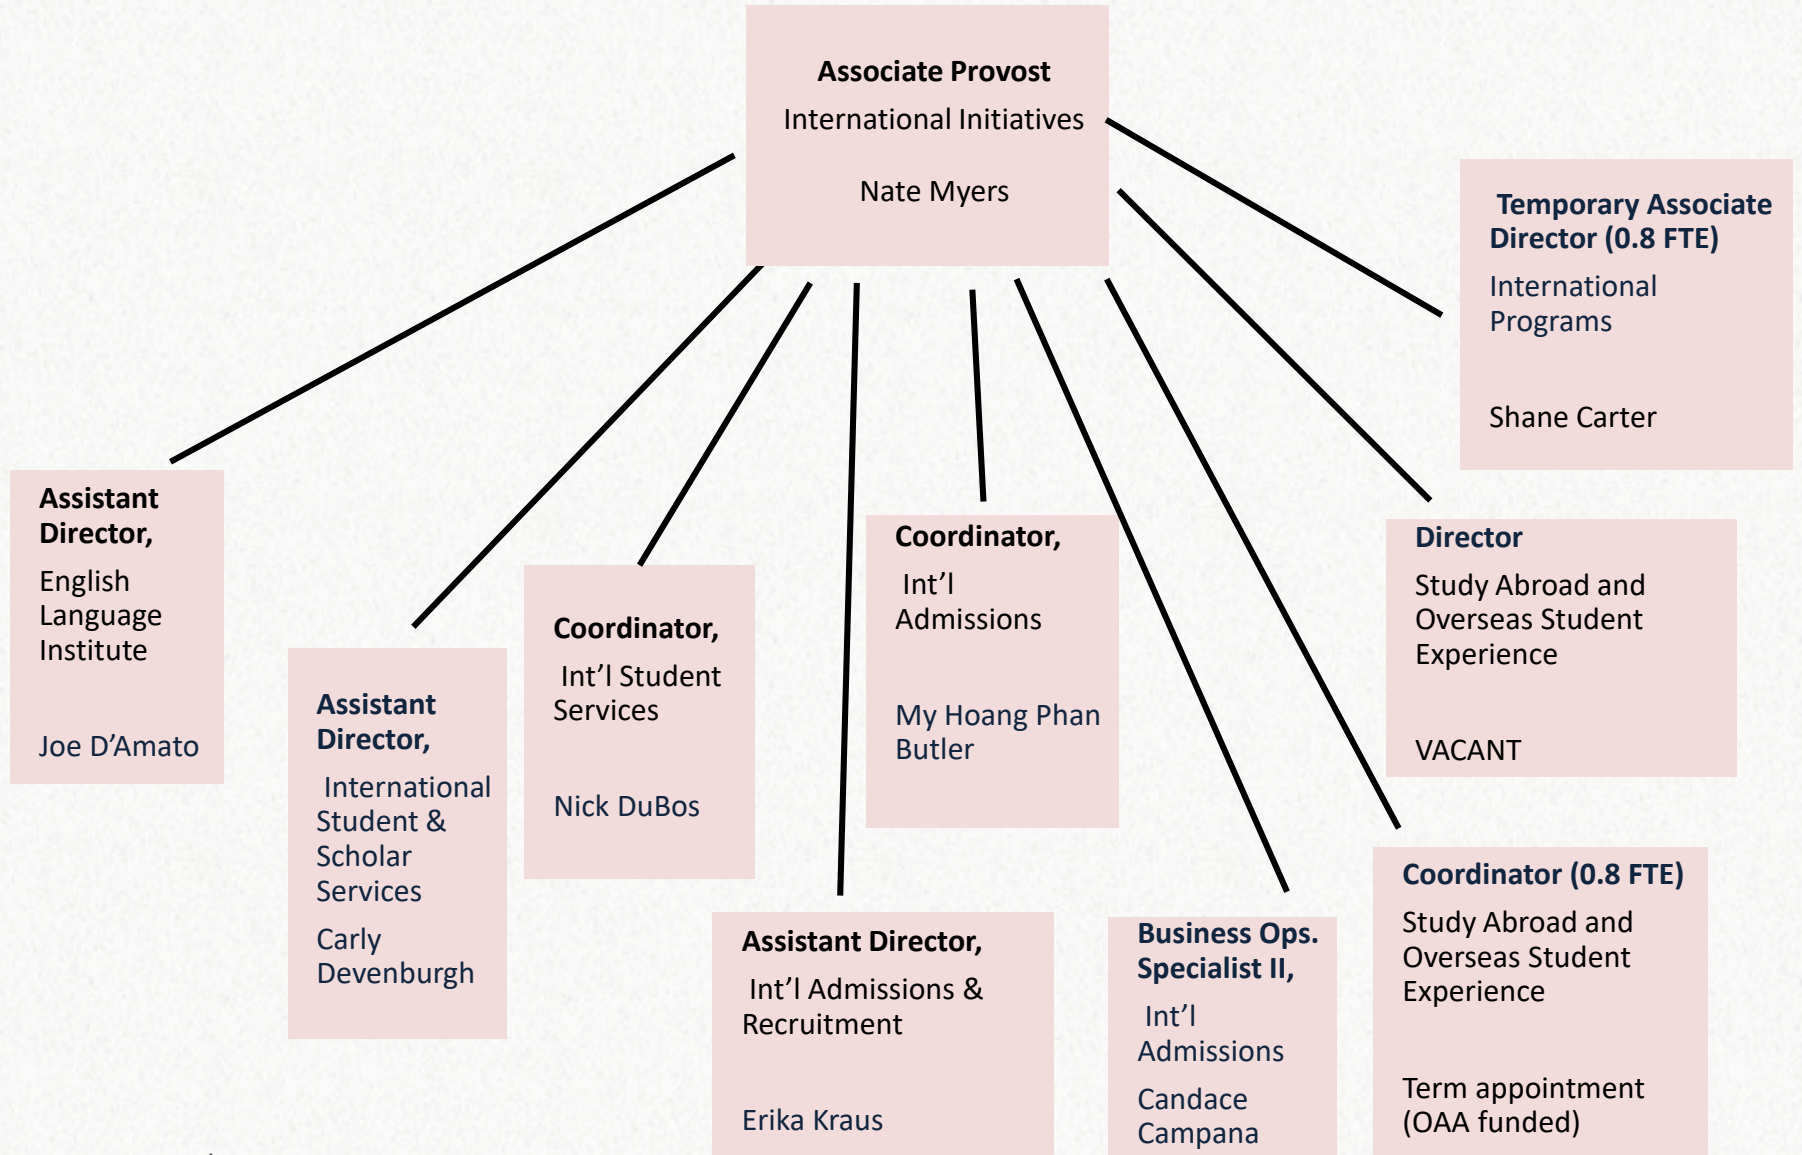 Associate Provost
International Initiatives
Nate Myers
Temporary Associate
Director (0.8 FTE)
International
Programs
Shane Carter
Assistant
Director,
English
Language
Institute
Joe D’Amato
Assistant
Director,
International
Student &
Scholar
Services
Carly
Devenburgh
Coordinator,
Int’l Student
Services
Nick DuBos
Assistant Director,
Int’l Admissions &
Recruitment
Erika Kraus
Coordinator,
Int’l
Admissions
My Hoang Phan
Butler
Business Ops.
Specialist II,
Int’l
Admissions
Candace
Campana
Director
Study Abroad and
Overseas Student
Experience
VACANT
Coordinator (0.8 FTE)
Study Abroad and
Overseas Student
Experience
Term appointment
(OAA funded)